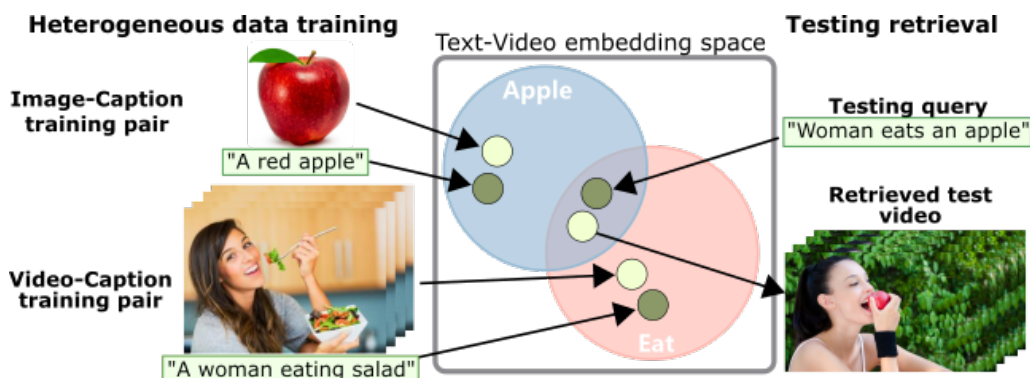 Heterogeneous data training
Text-Video embedding space
Testing retrieval
Image-Caption
training pair
"A red apple"
Apple
Testing query
"Woman eats an apple"
Retrieved test
video
Video-Caption
training pair
"A woman eating salad"
Eat